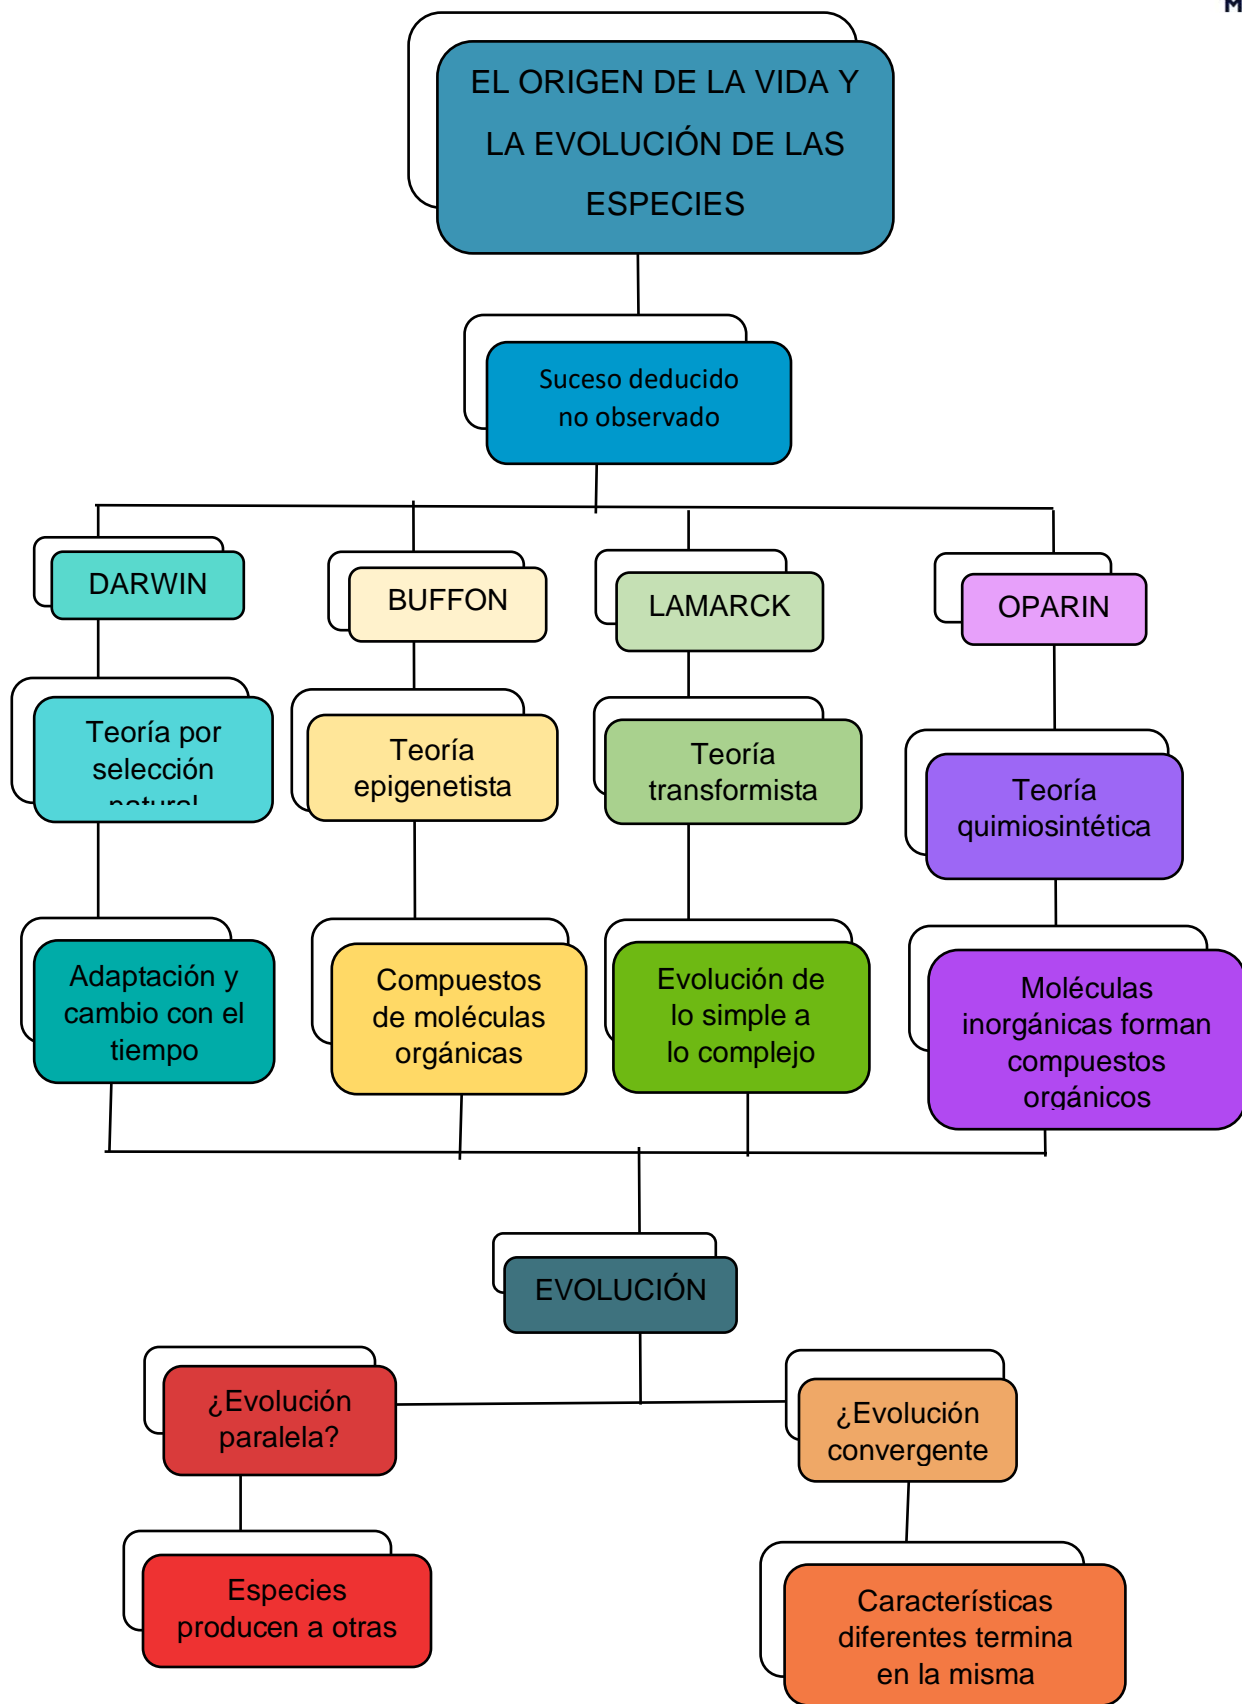 M
EL ORIGEN DE LA VIDA Y
LA EVOLUCIÓN DE LAS
ESPECIES
Suceso deducido
no observado
DARWIN
BUFFON
LAMARCK
OPARIN
Teoría por
selección
natural
Teoría
epigenetista
Teoría
transformista
Teoría
quimiosintética
Adaptación y
cambio con el
tiempo
Compuestos
de moléculas
orgánicas
Evolución de
lo simple a
lo complejo
Moléculas
inorgánicas forman
compuestos
orgánicos
EVOLUCIÓN
¿Evolución
paralela?
¿Evolución
convergente
Especies
producen a otras
Características
diferentes termina
en la misma